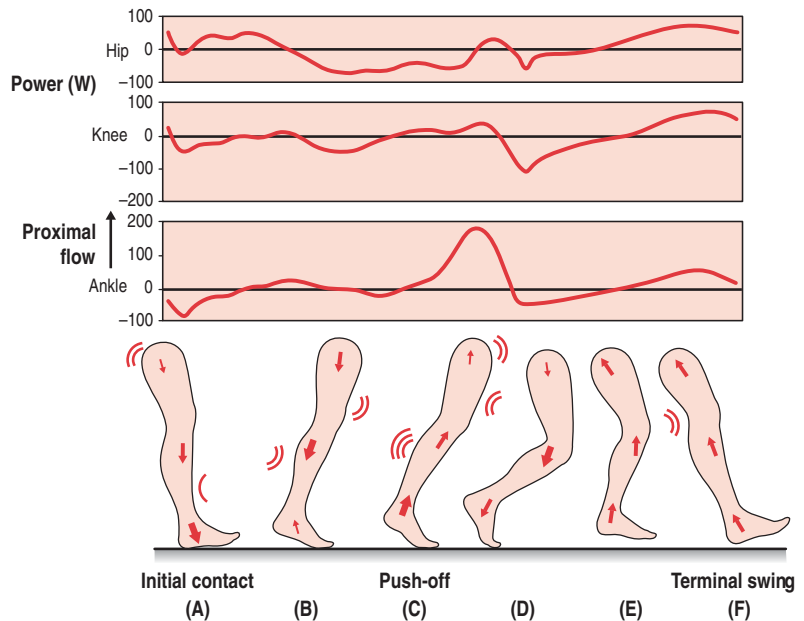 100
Hip 0
Power (W)
–100
100
Knee 0
–100
–200
Proximal
flow
200
100
Ankle 0
–100
Initial contact Push-off Terminal swing
(A) (B) (C) (D) (E) (F)